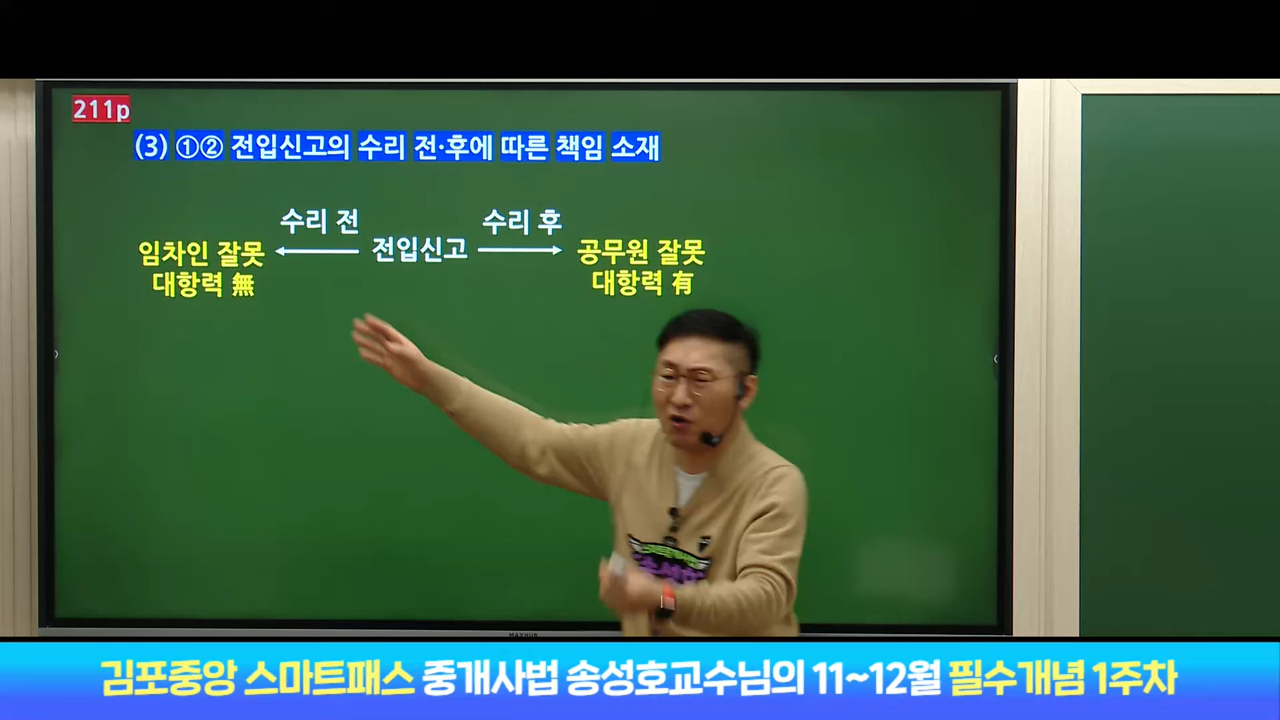 211p
(3) ①② 전입신고의 수리 전·후에 따른 책임 소재
수리 전
수리 후
임차인 잘못
전입신고
공무원 잘못
대항력 無
대항력 有
김포중앙 스마트패스 중개사법 송성호교수님의 11~12월 필수개념 1주차